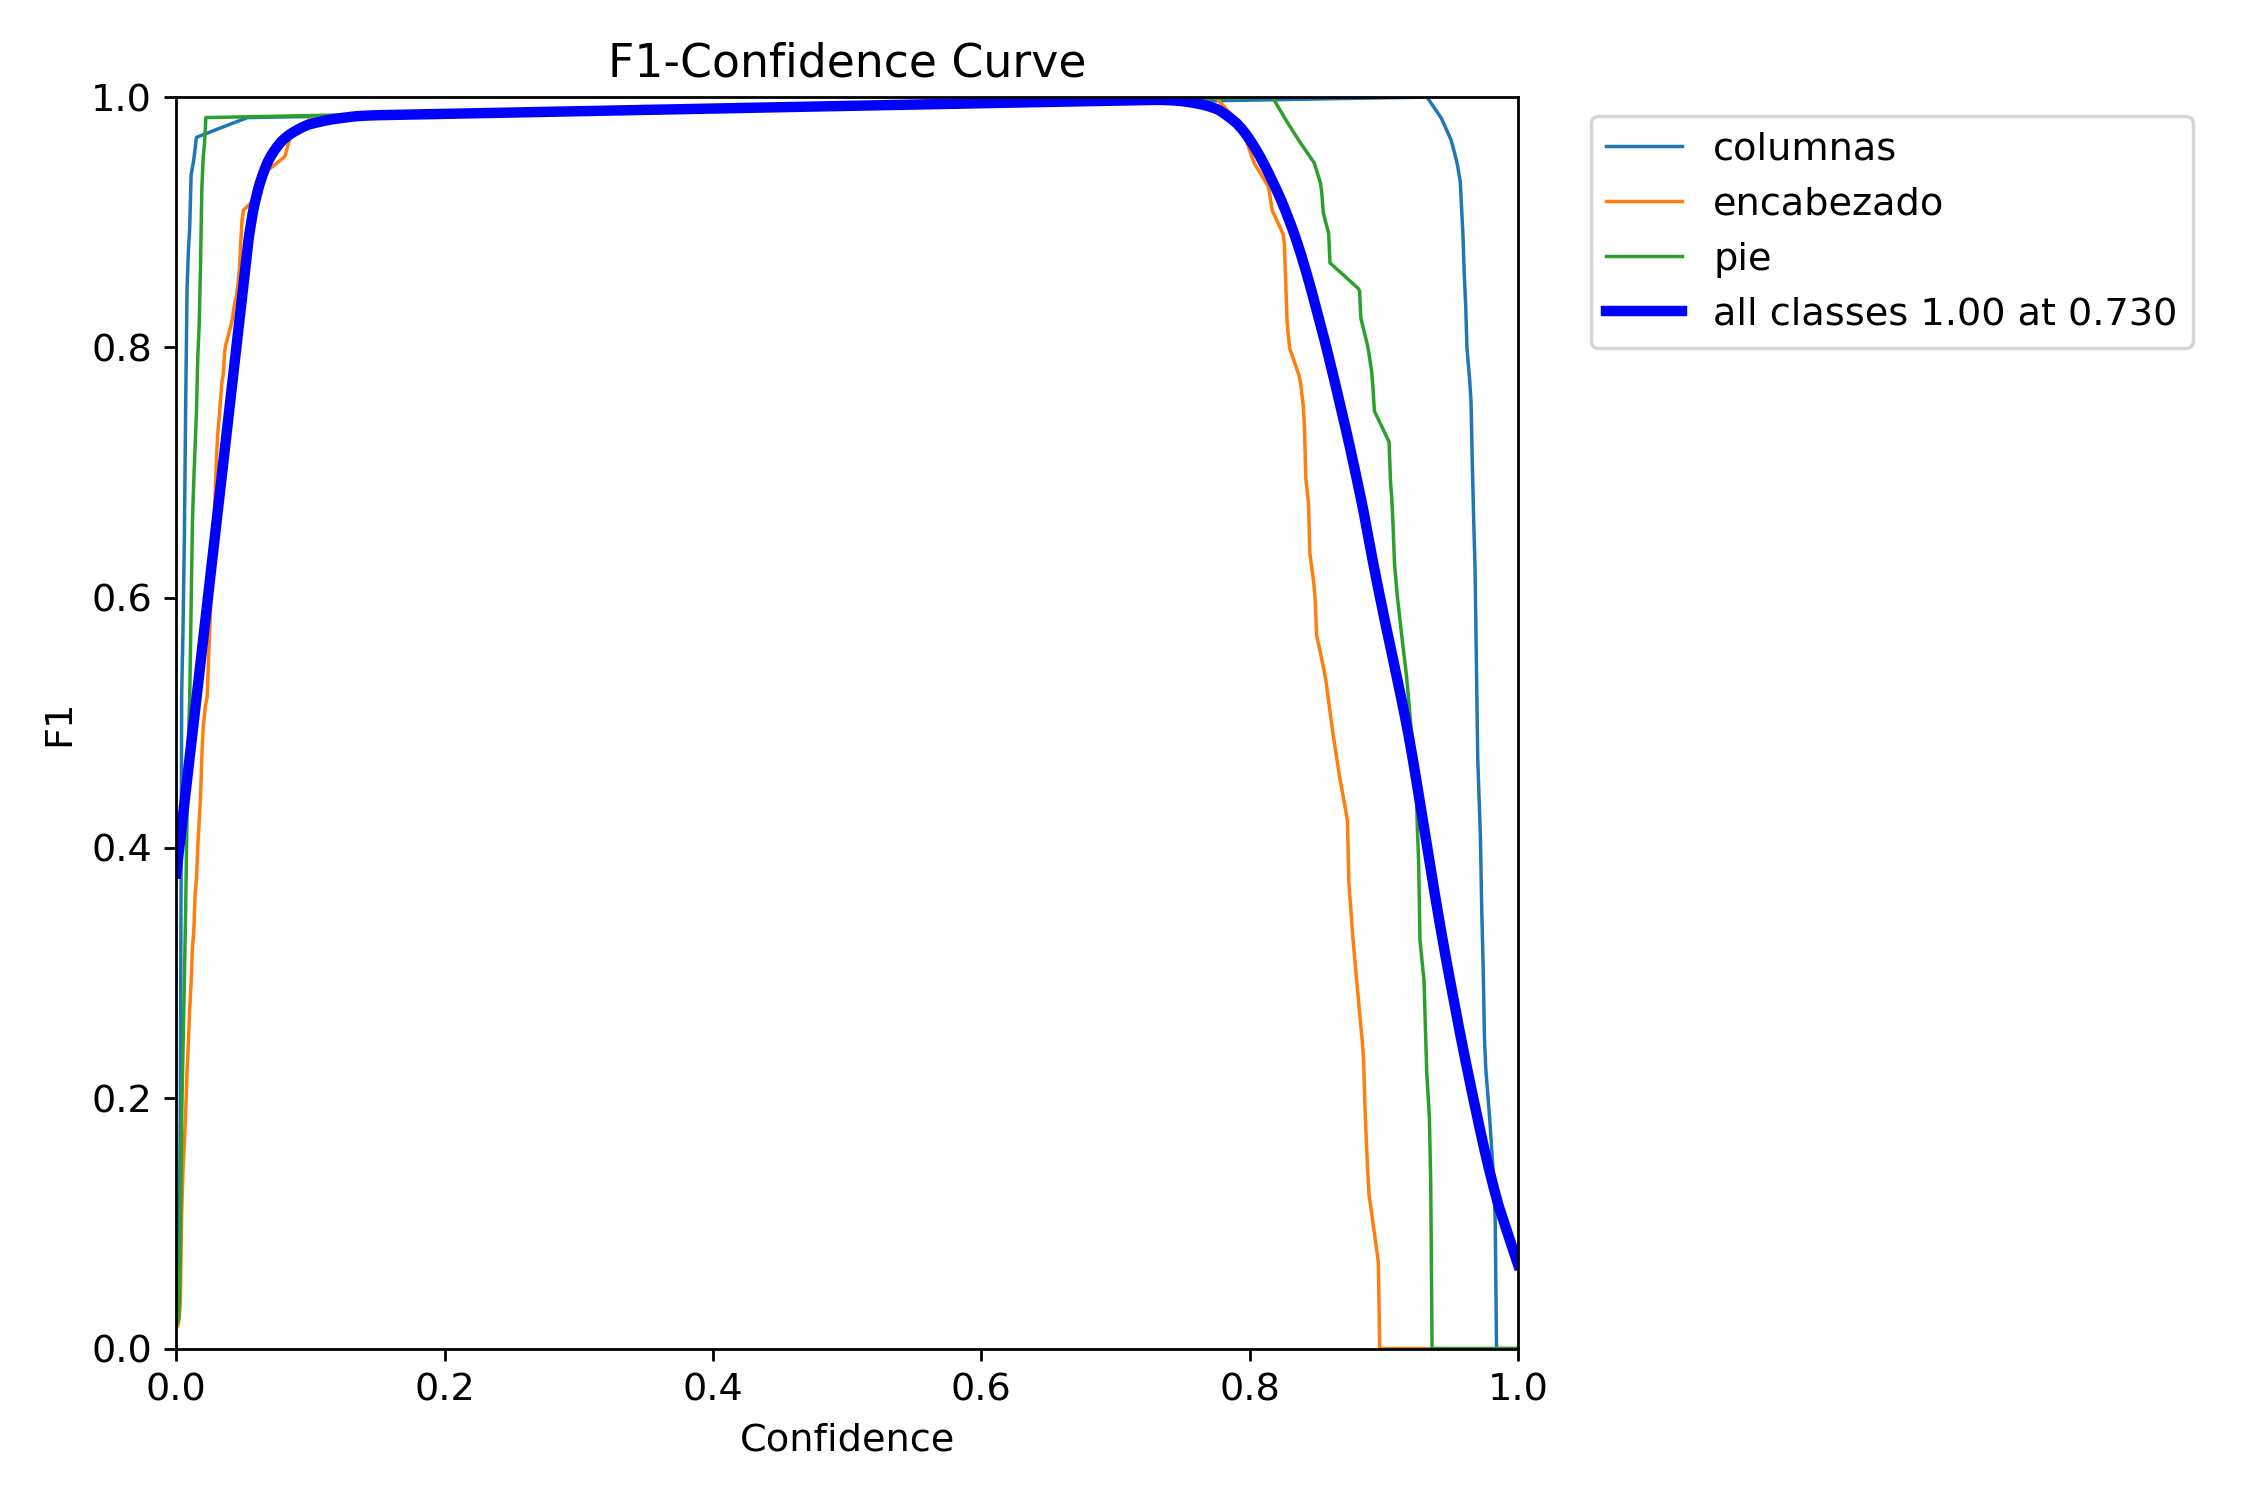 F1-Confidence Curve
1.0
0.8
0.6
0.4
0.2
0.0
F1
0.0 0.2 0.4 0.6 0.8 1.0
Confidence
columnas
encabezado
pie
all classes 1.00 at 0.730